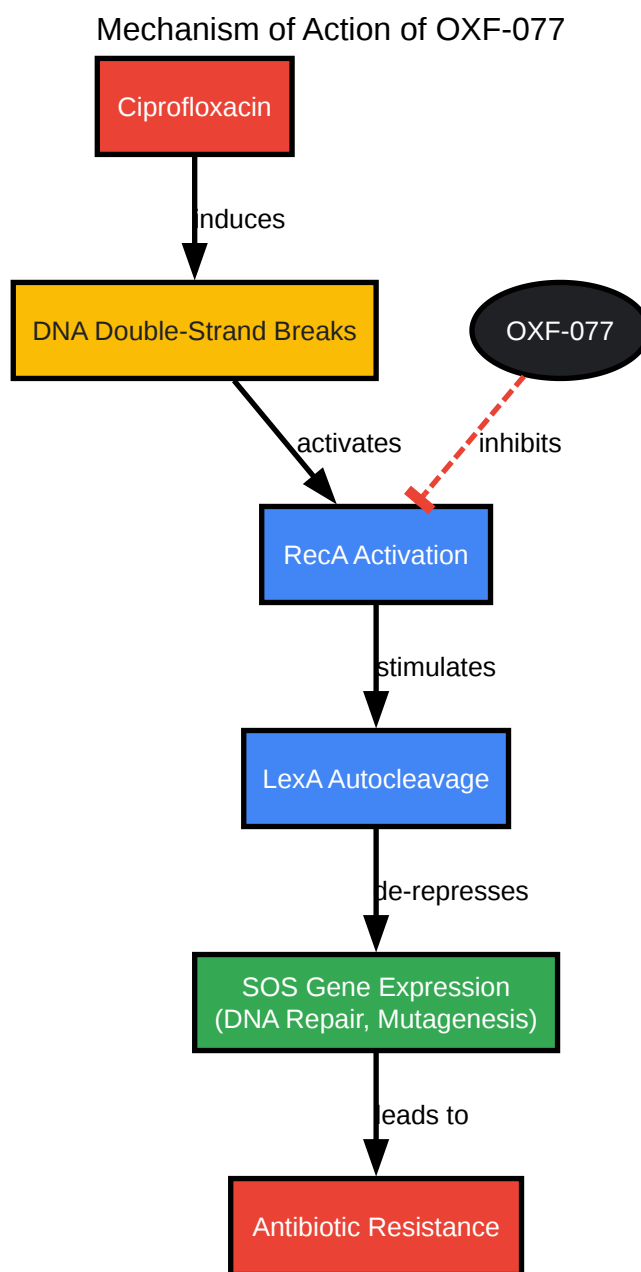 Mechanism of Action of OXF-077
Ciprofloxacin
induces
DNA Double-Strand Breaks
OXF-077
activates
inhibits
RecA Activation
stimulates
LexA Autocleavage
de-represses
SOS Gene Expression
(DNA Repair, Mutagenesis)
leads to
Antibiotic Resistance